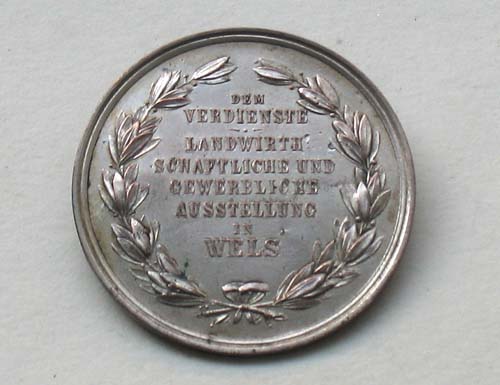 DEM
VERDIENSTE
LANDWIRTH
SCHAFTLICHE UND
GEWERBLICHE
AUSSTELLUNG
IN
WELS